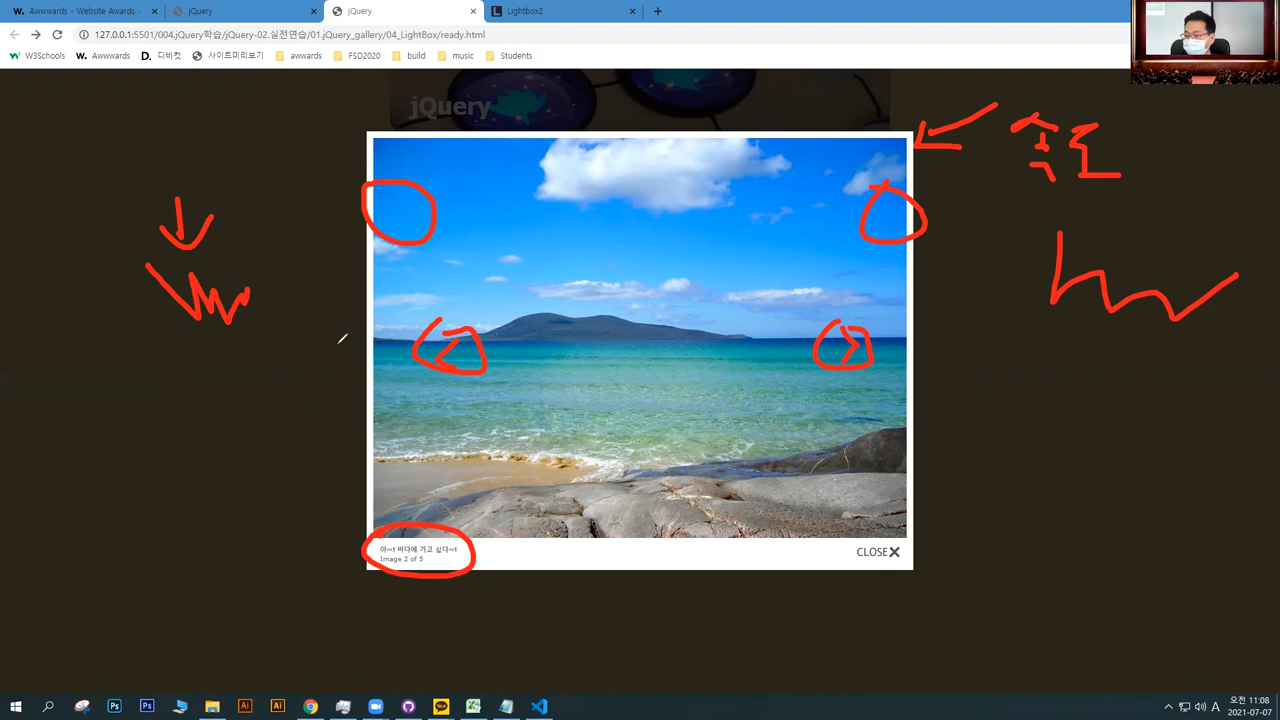 Awwwards - Website Awards -
jQuery
jQuery
Lightbox2
127.0.0.1:5501/004.jQuery학습/jQuery-02.실전연습/01.jQuery_gallery/04_LightBox/ready.html
W3Schools
Awwwards
디비컷
사이트미리보기
awwards
FSD2020
build
music
Students
jQuery
아~! 바다에 가고 싶다~!
Image 2 of 5
CLOSE
오전 11:08
2021-07-07